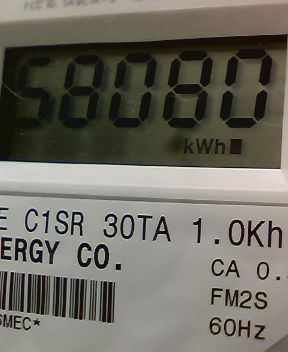 58080
kWh
E C1SR 30TA 1.0Kh
ERGY CO.
CA 0.
FM2S
SMEC*
60Hz